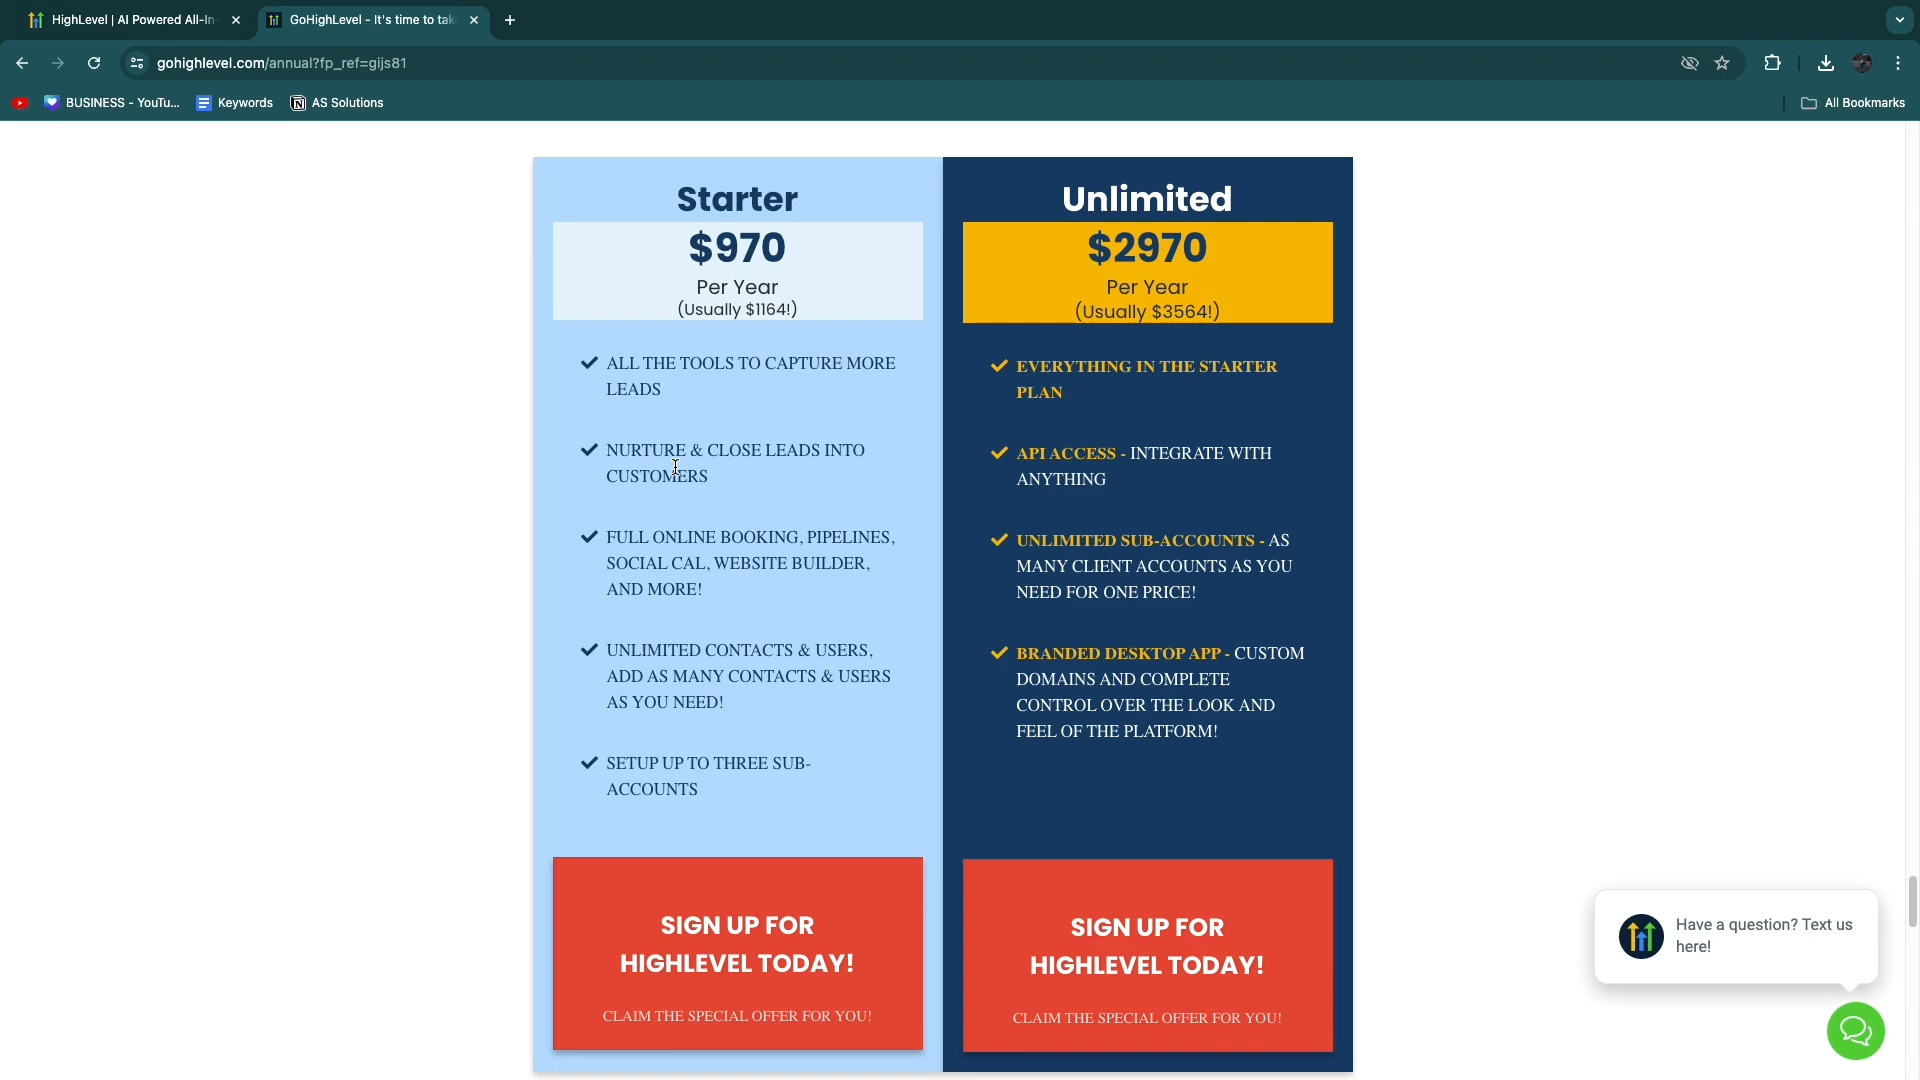 HighLevel | AI Powered All-In-
GoHighLevel - It's time to tak
gohighlevel.com/annual?fp_ref=gijs81
BUSINESS - YouTu...
Keywords
AS Solutions
All Bookmarks
Starter
$970
Per Year
(Usually $1164!)
ALL THE TOOLS TO CAPTURE MORE
LEADS
NURTURE & CLOSE LEADS INTO
CUSTOMERS
FULL ONLINE BOOKING, PIPELINES,
SOCIAL CAL, WEBSITE BUILDER,
AND MORE!
UNLIMITED CONTACTS & USERS,
ADD AS MANY CONTACTS & USERS
AS YOU NEED!
SETUP UP TO THREE SUB-
ACCOUNTS
SIGN UP FOR
HIGHLEVEL TODAY!
CLAIM THE SPECIAL OFFER FOR YOU!
Unlimited
$2970
Per Year
(Usually $3564!)
EVERYTHING IN THE STARTER
PLAN
API ACCESS - INTEGRATE WITH
ANYTHING
UNLIMITED SUB-ACCOUNTS - AS
MANY CLIENT ACCOUNTS AS YOU
NEED FOR ONE PRICE!
BRANDED DESKTOP APP - CUSTOM
DOMAINS AND COMPLETE
CONTROL OVER THE LOOK AND
FEEL OF THE PLATFORM!
SIGN UP FOR
HIGHLEVEL TODAY!
CLAIM THE SPECIAL OFFER FOR YOU!
Have a question? Text us
here!